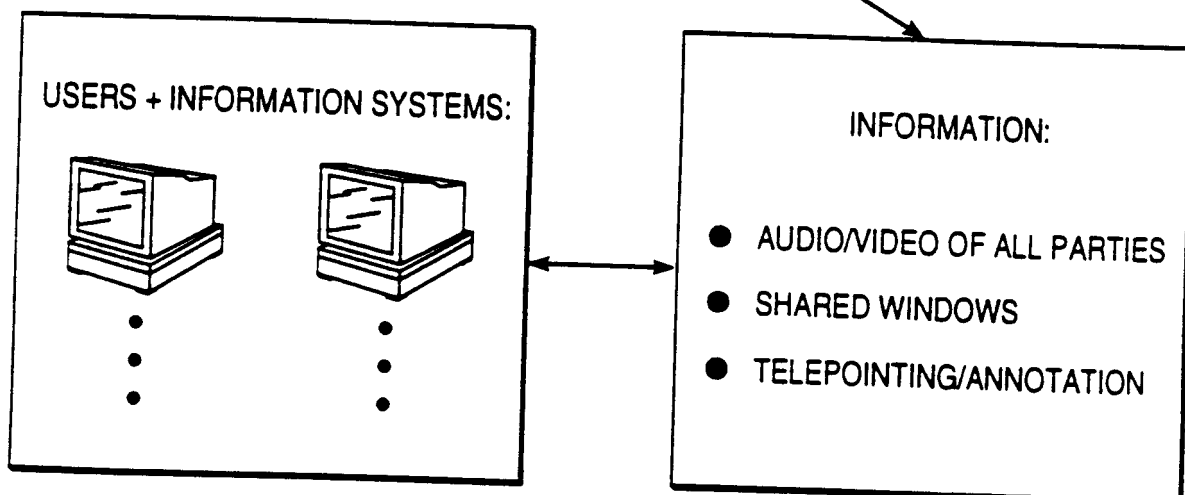 USERS + INFORMATION SYSTEMS:
INFORMATION:
● AUDIO/VIDEO OF ALL PARTIES
● SHARED WINDOWS
● TELEPOINTING/ANNOTATION